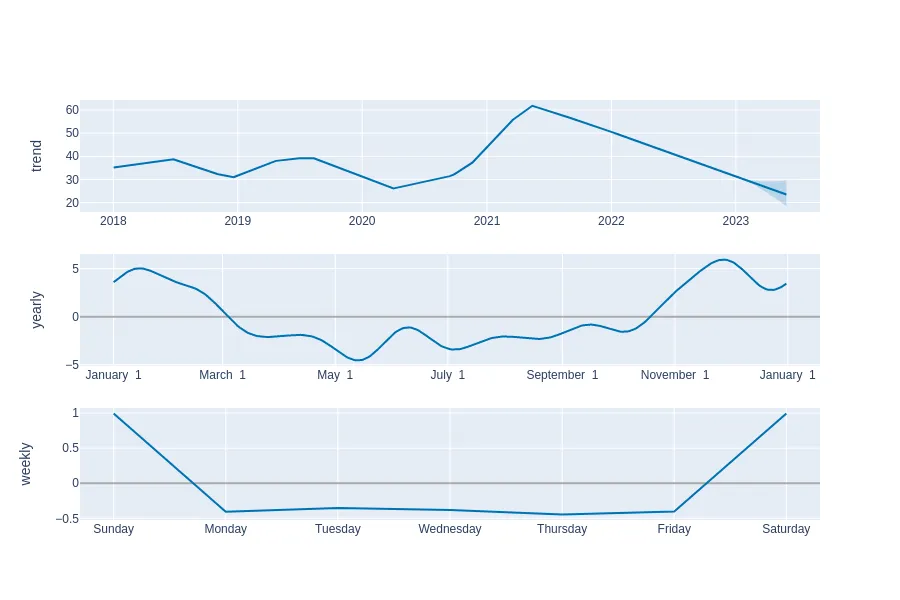 trend
60
50
40
30
20
2018 2019 2020 2021 2022 2023
yearly
5
0
−5
January 1 March 1 May 1 July 1 September 1 November 1 January 1
weekly
1
0.5
0
−0.5
Sunday Monday Tuesday Wednesday Thursday Friday Saturday